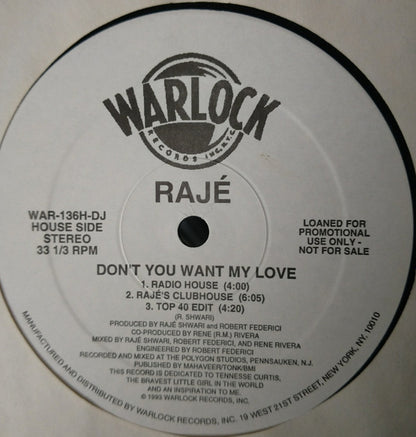 WARLOCK
RECORDS INC. N.Y.C.
RAJÉ
WAR-136H-DJ
HOUSE SIDE
STEREO
33 1/3 RPM
LOANED FOR
PROMOTIONAL
USE ONLY -
NOT FOR SALE
DON'T YOU WANT MY LOVE
1. RADIO HOUSE (4:00)
2. RAJÉ'S CLUBHOUSE (6:05)
3. TOP 40 EDIT (4:20)
(R. SHWARI)
PRODUCED BY RAJÉ SHWARI and ROBERT FEDERICI
CO-PRODUCED BY RENE (R.M.) RIVERA
MIXED BY RAJÉ SHWARI, ROBERT FEDERICI, and RENE RIVERA
ENGINEERED BY ROBERT FEDERICI
RECORDED AND MIXED AT THE POLYGON STUDIOS, PENNSAUKEN, N.J.
PUBLISHED BY MAHAVEER/TONK/BMI
THIS RECORD IS DEDICATED TO TENNESSE CURTIS,
THE BRAVEST LITTLE GIRL IN THE WORLD
AND AN INSPIRATION TO ME.
© 1993 WARLOCK RECORDS, INC.
MANUFACTURED AND DISTRIBUTED BY WARLOCK RECORDS, INC. 19 WEST 21ST STREET, NEW YORK, NY. 10010